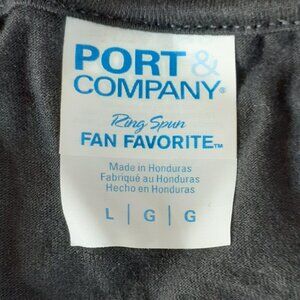 PORT &
COMPANY®
Ring Spun
FAN FAVORITE™
Made in Honduras
Fabriqué au Honduras
Hecho en Honduras
L | G | G